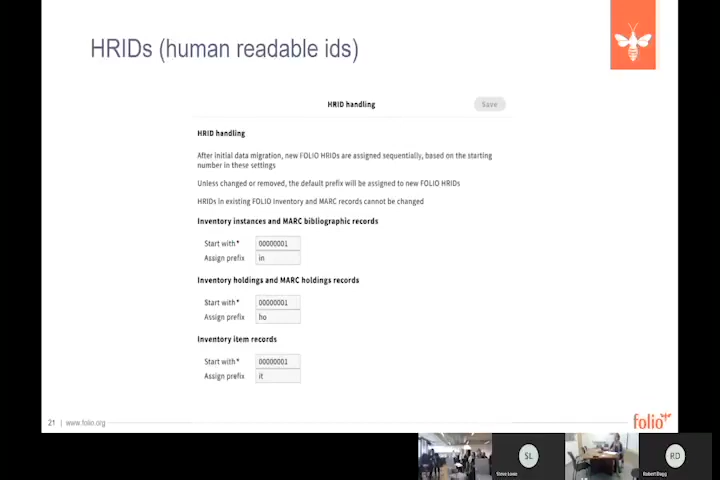 HRIDs (human readable ids)
HRID handling
Save
HRID handling
After initial data migration, new FOLIO HRIDs are assigned sequentially, based on the starting
number in these settings
Unless changed or removed, the default prefix will be assigned to new FOLIO HRIDs
HRIDs in existing FOLIO Inventory and MARC records cannot be changed
Inventory instances and MARC bibliographic records
Start with* 00000001
Assign prefix in
Inventory holdings and MARC holdings records
Start with* 00000001
Assign prefix ho
Inventory item records
Start with* 00000001
Assign prefix it
21 | www.folio.org
folio
SL
RD
Robert Dagg